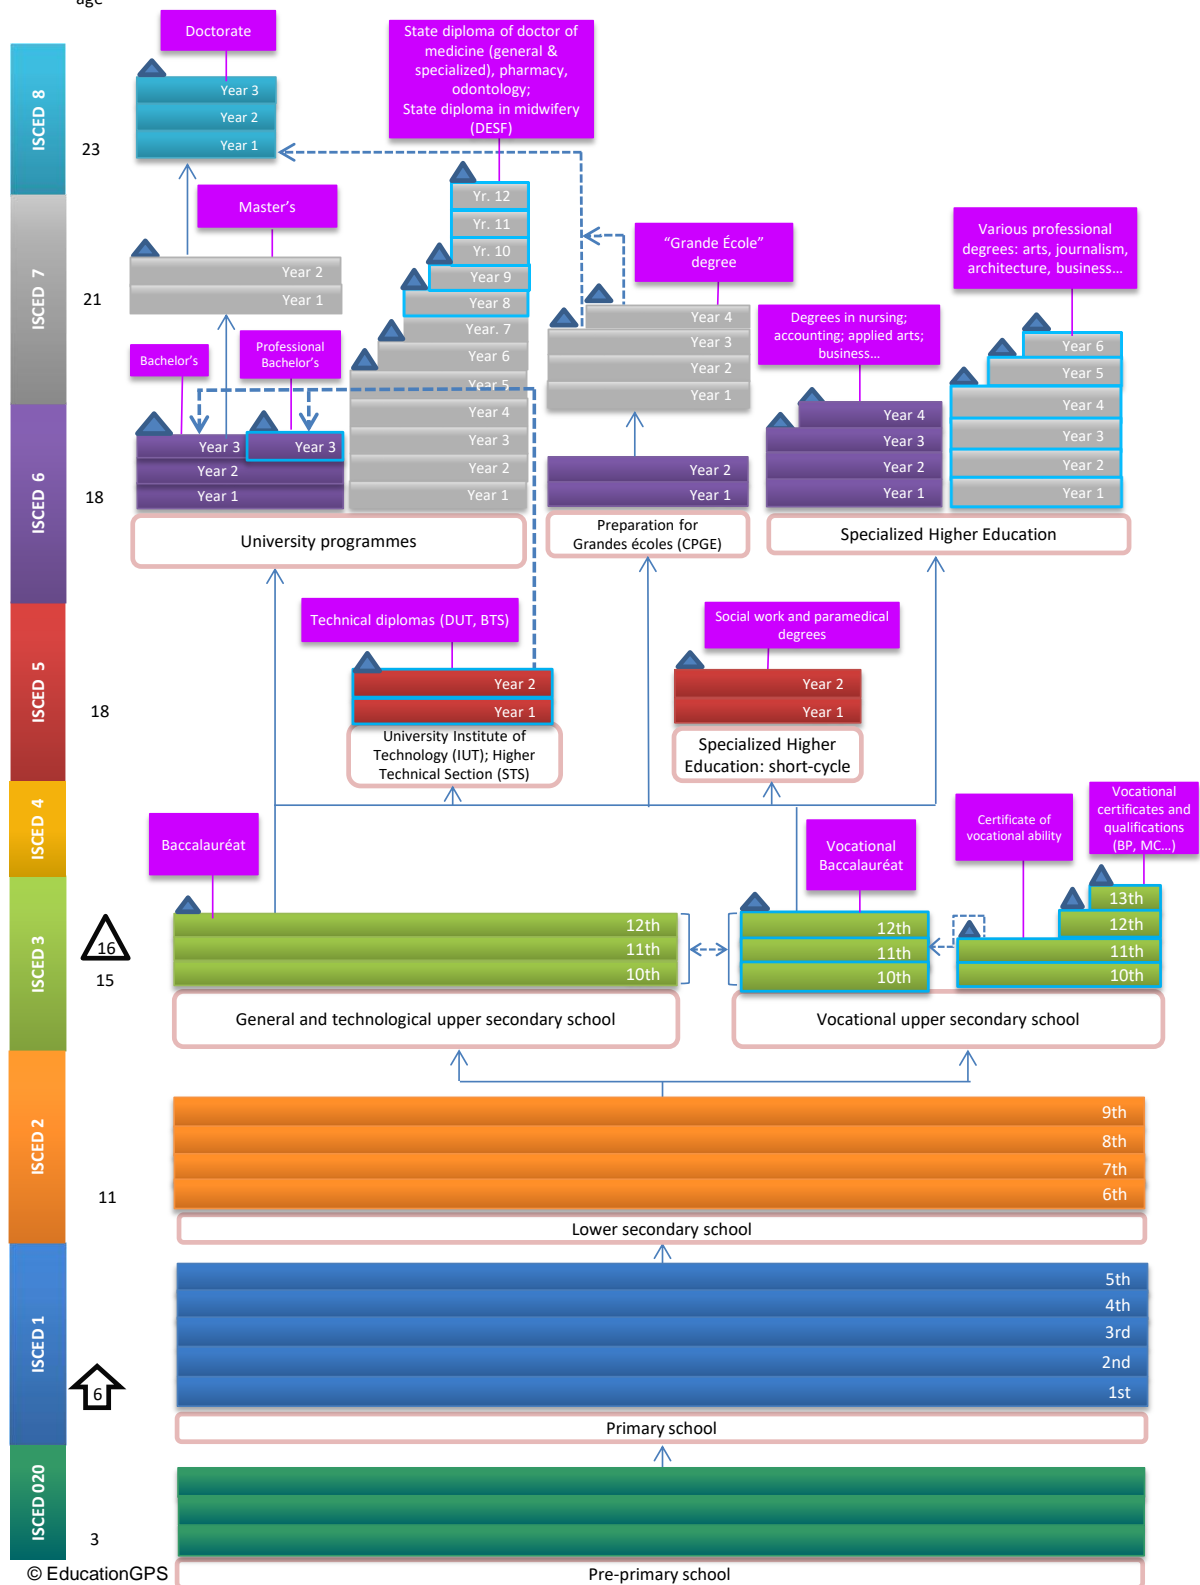 age
Doctorate
State diploma of doctor of
medicine (general &
specialized), pharmacy,
odontology;
State diploma in midwifery
(DESF)
ISCED 8
23
Year 3
Year 2
Year 1
Master's
"Grande École"
degree
Various professional
degrees: arts, journalism,
architecture, business…
ISCED 7
21
Year 2
Year 1
Yr. 12
Yr. 11
Yr. 10
Year 9
Year 8
Year. 7
Year 6
Year 5
Year 4
Year 3
Year 2
Year 1
Year 4
Year 3
Year 2
Year 1
Degrees in nursing;
accounting; applied arts;
business…
Year 6
Year 5
Year 4
Year 3
Year 2
Year 1
Bachelor's
Professional
Bachelor's
ISCED 6
18
Year 3
Year 3
Year 2
Year 1
Year 2
Year 1
Year 4
Year 3
Year 2
Year 1
University programmes
Preparation for
Grandes écoles (CPGE)
Specialized Higher Education
Technical diplomas (DUT, BTS)
Social work and paramedical
degrees
ISCED 5
18
Year 2
Year 1
Year 2
Year 1
University Institute of
Technology (IUT); Higher
Technical Section (STS)
Specialized Higher
Education: short-cycle
ISCED 4
Baccalauréat
Vocational
Baccalauréat
Certificate of
vocational ability
Vocational
certificates and
qualifications
(BP, MC…)
ISCED 3
16
15
12th
11th
10th
12th
11th
10th
13th
12th
11th
10th
General and technological upper secondary school
Vocational upper secondary school
ISCED 2
11
9th
8th
7th
6th
Lower secondary school
ISCED 1
6
5th
4th
3rd
2nd
1st
Primary school
ISCED 020
3
Pre-primary school
© EducationGPS